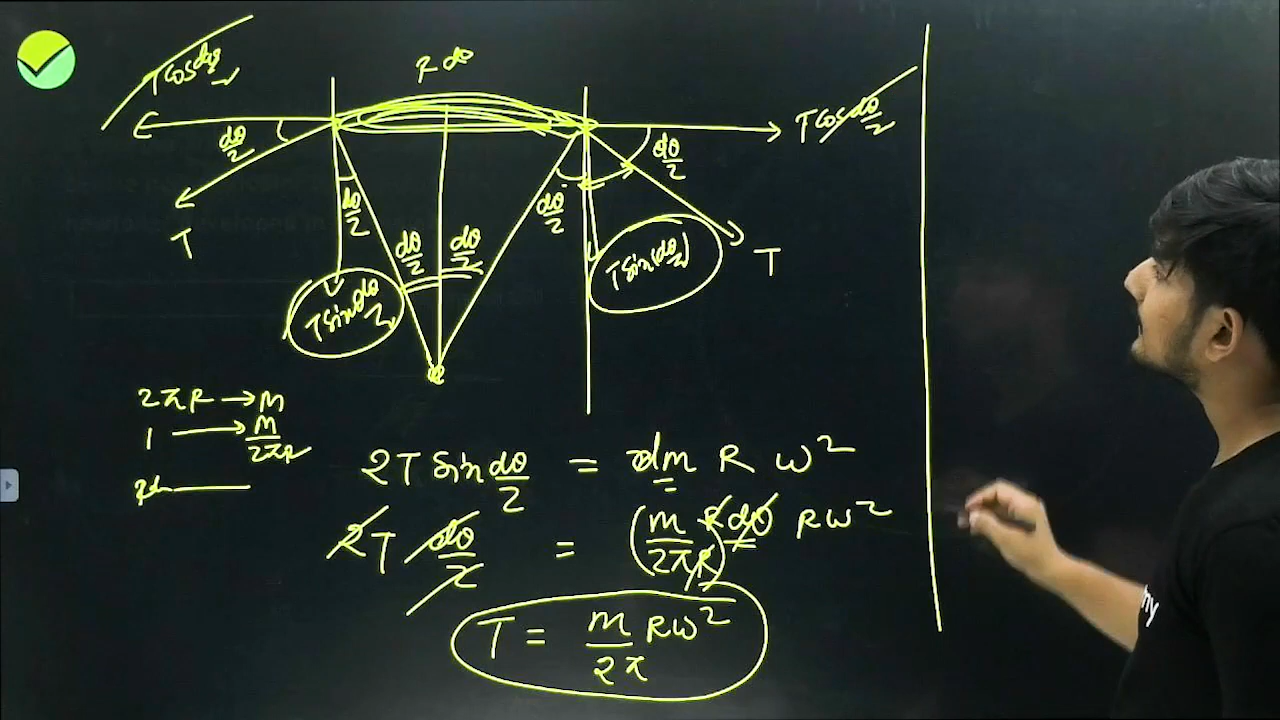 R dθ
T cos dθ/2
T cos dθ/2
dθ/2
dθ/2
T
dθ/2
dθ/2
dθ/2
dθ/2
T
T sin dθ/2
T sin(dθ/2)
2πR → M
1 → M/2πR
2T sin dθ/2 = dm R ω²
2T dθ/2 = (m/2πR) R dθ Rω²
T = m/2π Rω²
my